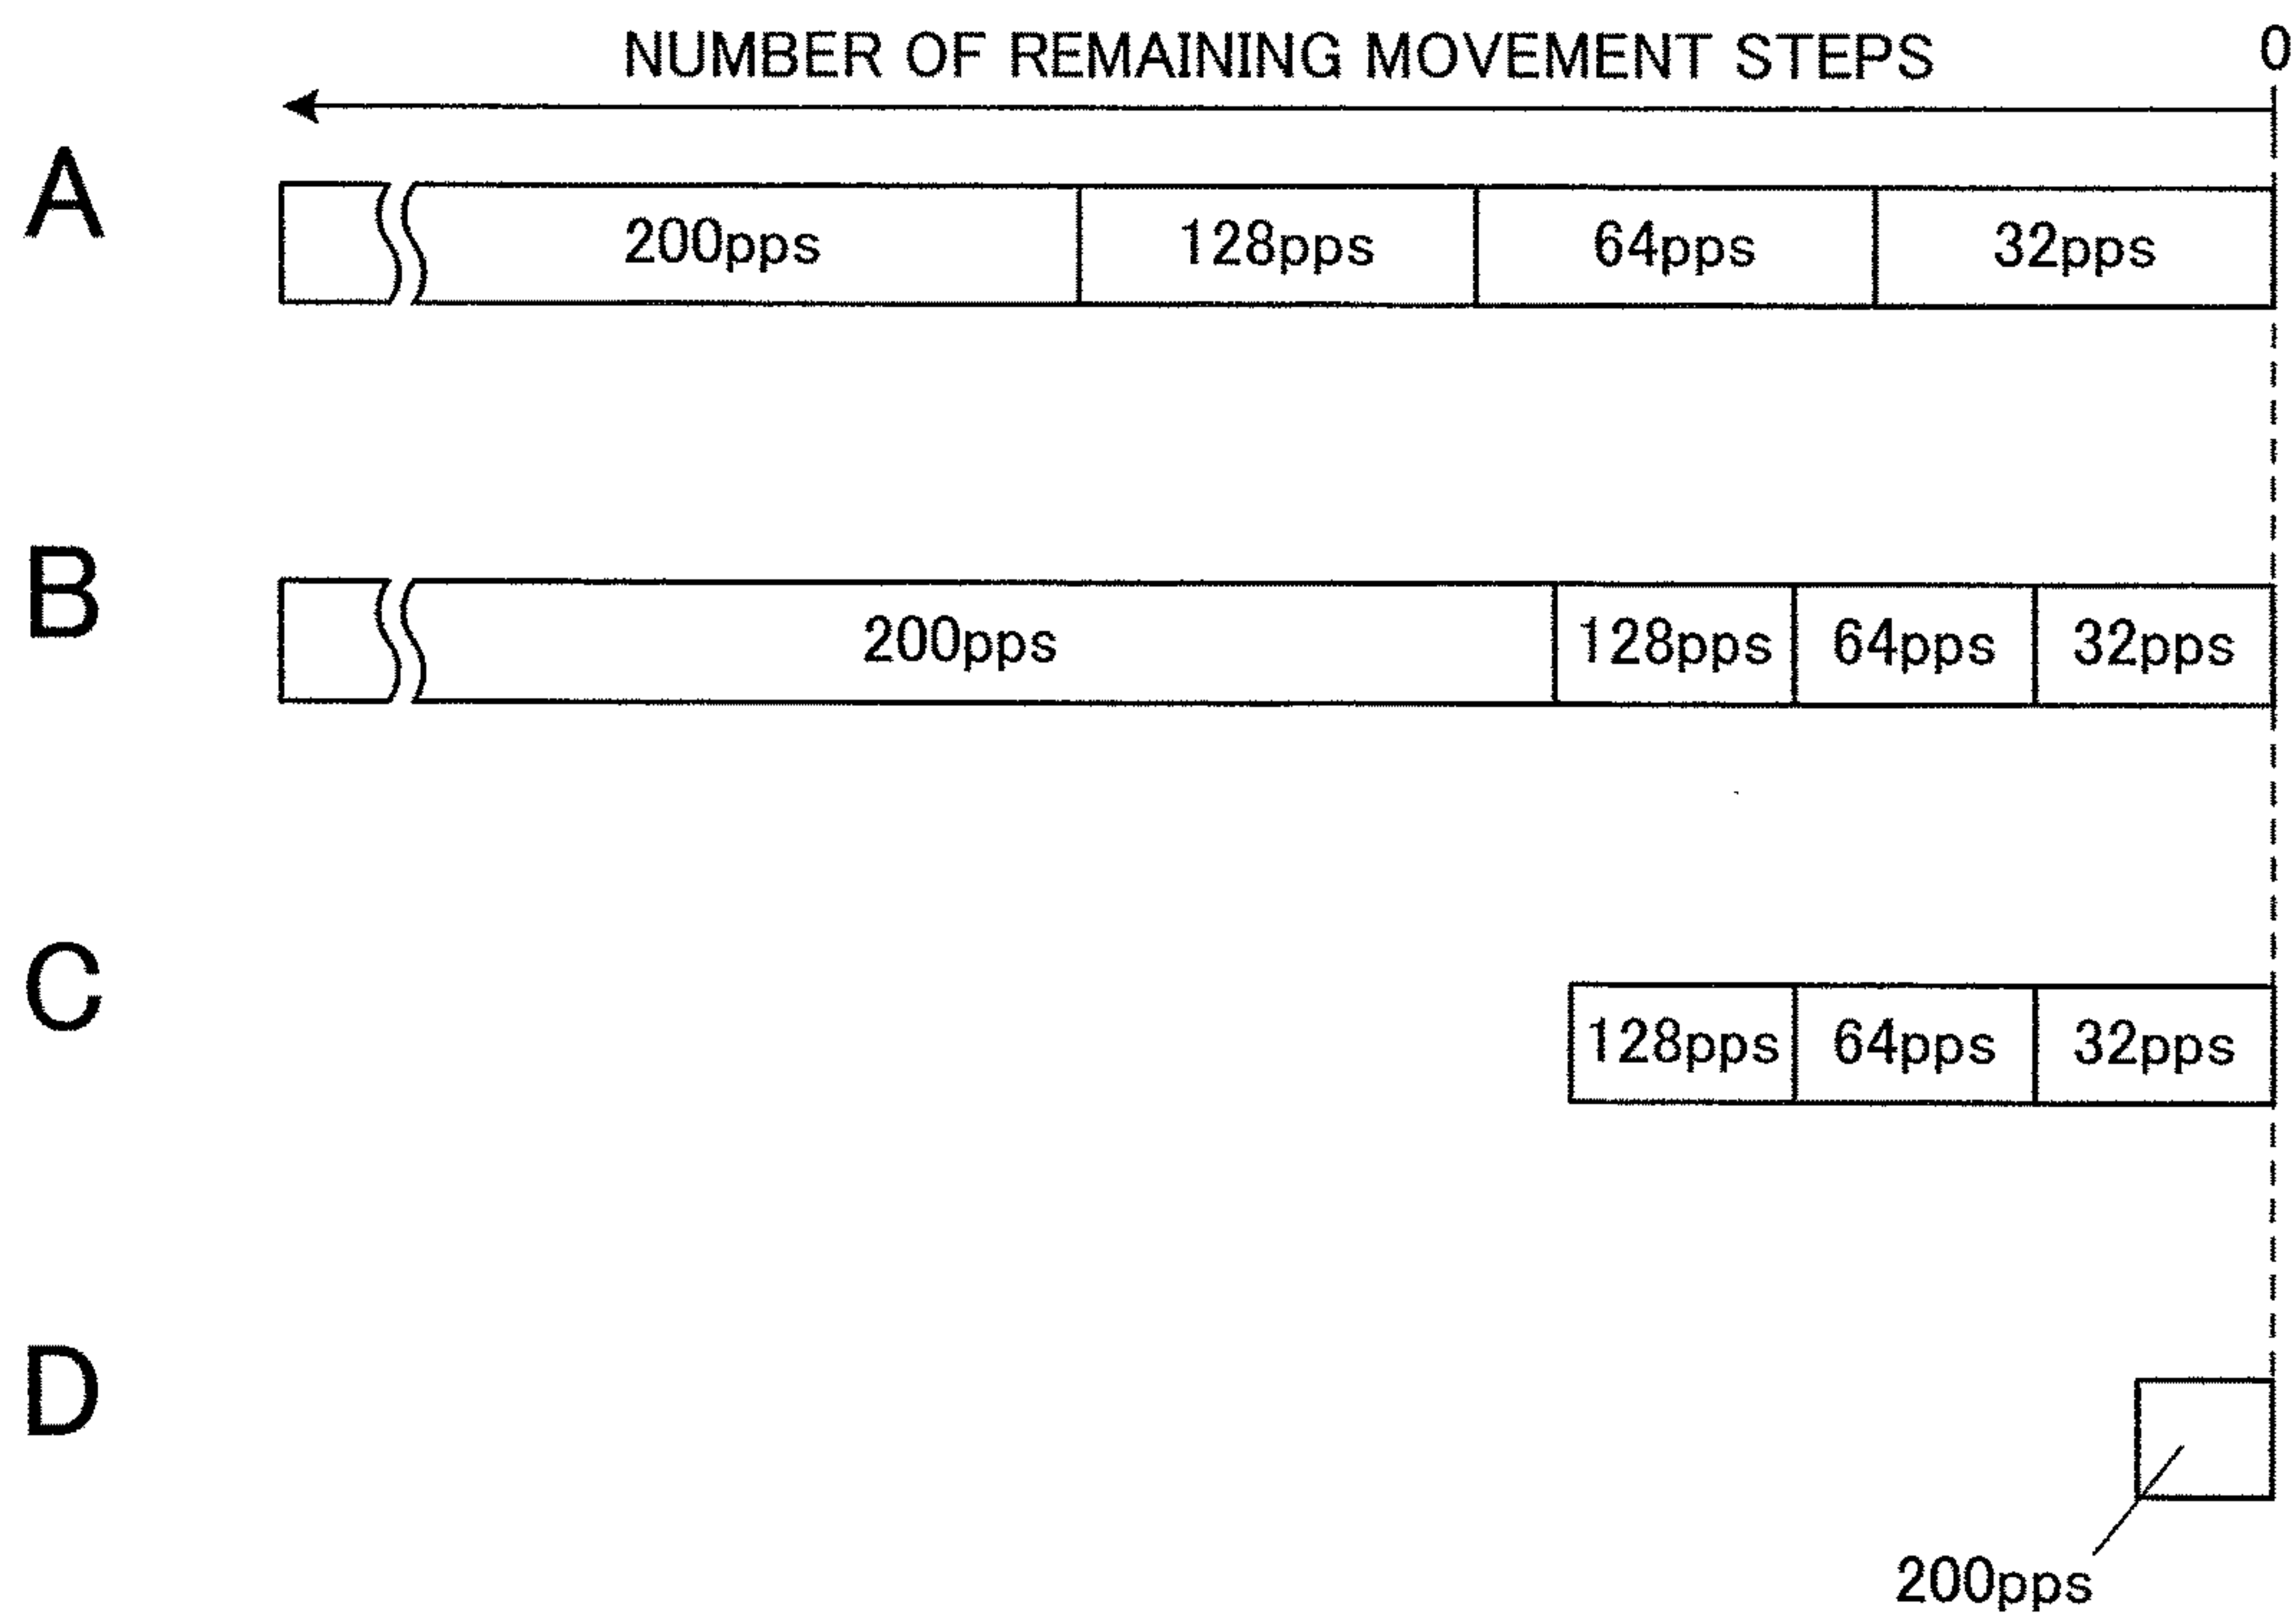 NUMBER OF REMAINING MOVEMENT STEPS 0
A 200pps 128pps 64pps 32pps
B 200pps 128pps 64pps 32pps
C 128pps 64pps 32pps
D
200pps